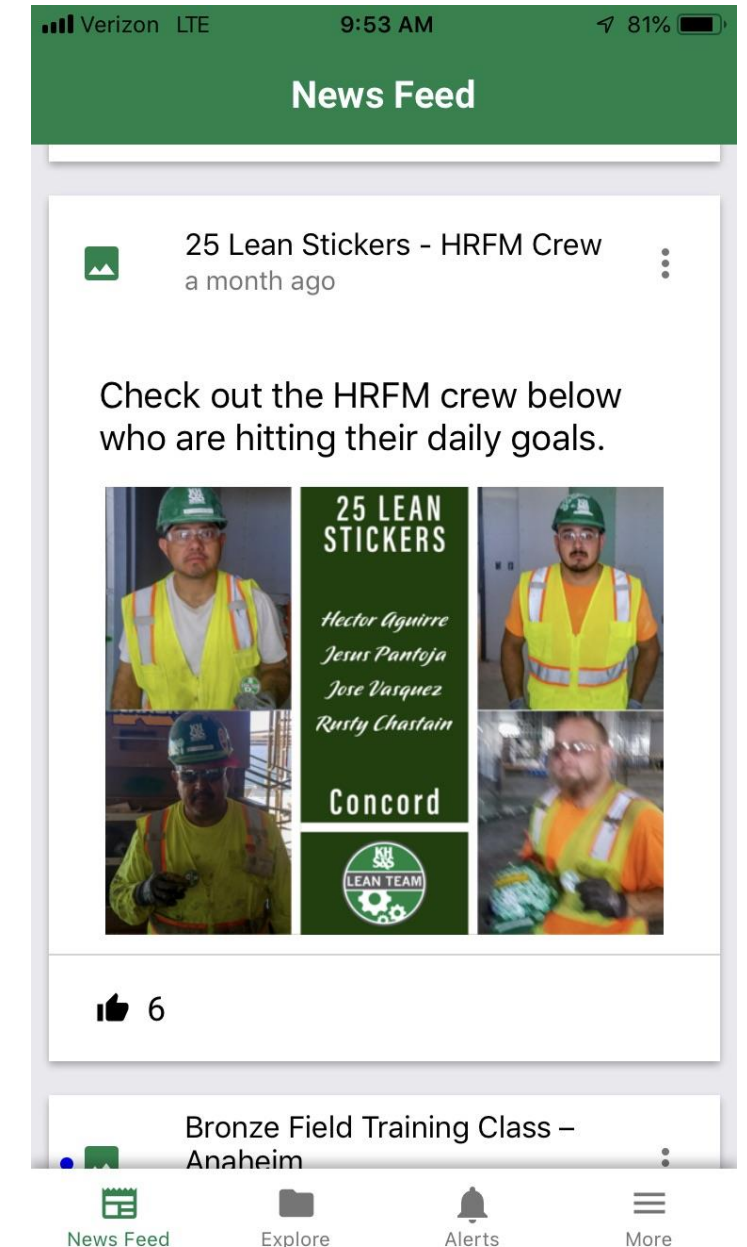 Verizon LTE 9:53 AM 81%
News Feed
25 Lean Stickers - HRFM Crew
a month ago
Check out the HRFM crew below
who are hitting their daily goals.
25 LEAN
STICKERS
Hector Aguirre
Jesus Pantoja
Jose Vasquez
Rusty Chastain
Concord
KH
S&S
LEAN TEAM
6
Bronze Field Training Class –
Anaheim
News Feed Explore Alerts More